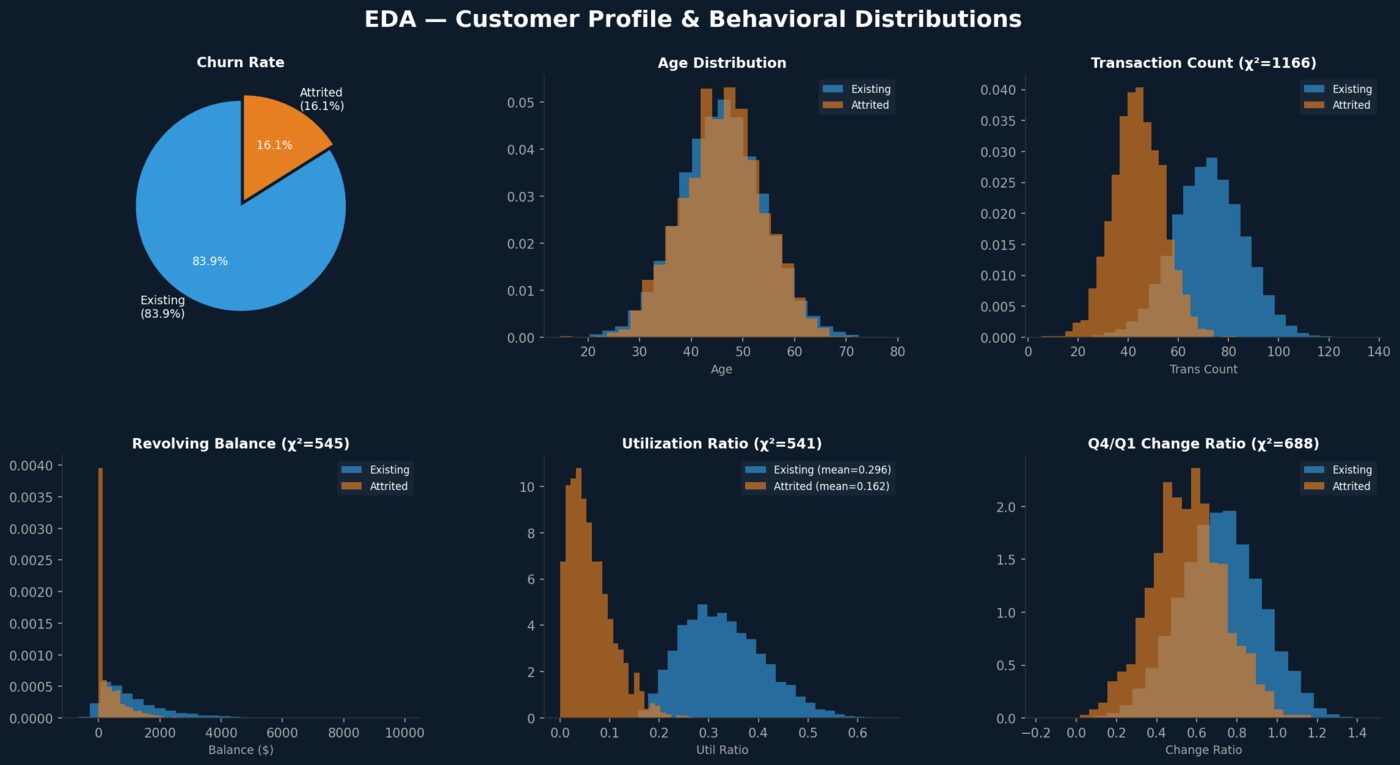 EDA — Customer Profile & Behavioral Distributions
Churn Rate
Attrited
(16.1%)
16.1%
83.9%
Existing
(83.9%)
Age Distribution
Existing
Attrited
0.05
0.04
0.03
0.02
0.01
0.00
20 30 40 50 60 70 80
Age
Transaction Count (χ²=1166)
Existing
Attrited
0.040
0.035
0.030
0.025
0.020
0.015
0.010
0.005
0.000
0 20 40 60 80 100 120 140
Trans Count
Revolving Balance (χ²=545)
Existing
Attrited
0.0040
0.0035
0.0030
0.0025
0.0020
0.0015
0.0010
0.0005
0.0000
0 2000 4000 6000 8000 10000
Balance ($)
Utilization Ratio (χ²=541)
Existing (mean=0.296)
Attrited (mean=0.162)
10
8
6
4
2
0
0.0 0.1 0.2 0.3 0.4 0.5 0.6
Util Ratio
Q4/Q1 Change Ratio (χ²=688)
Existing
Attrited
2.0
1.5
1.0
0.5
0.0
−0.2 0.0 0.2 0.4 0.6 0.8 1.0 1.2 1.4
Change Ratio